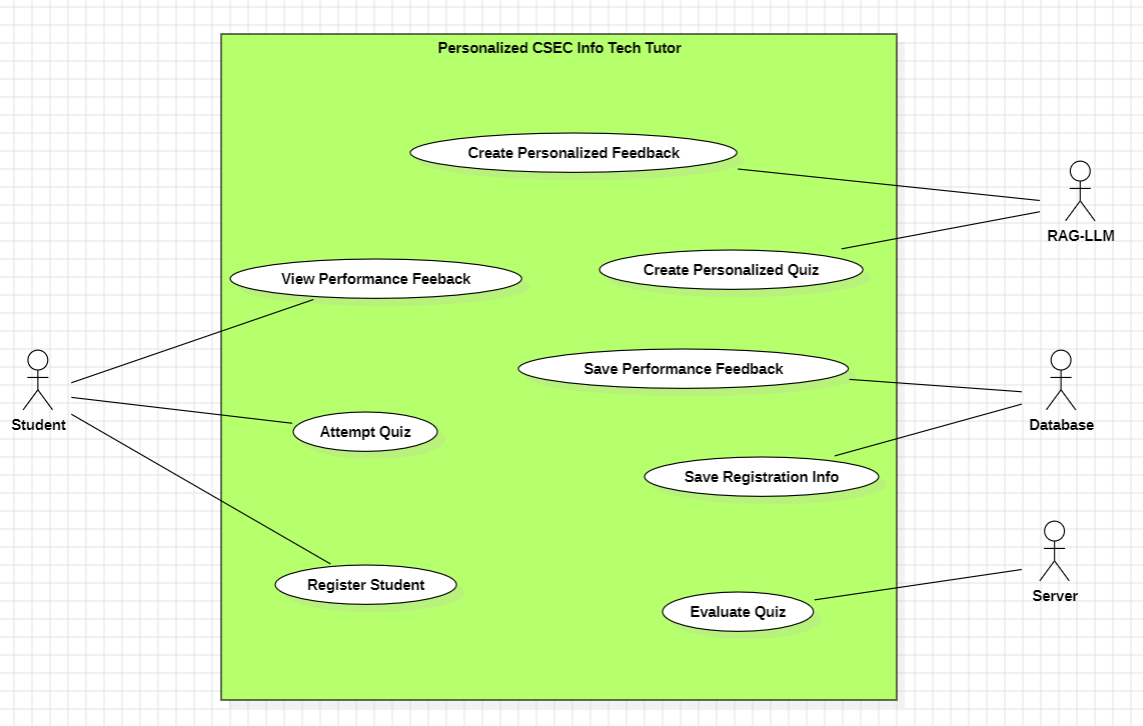 Personalized CSEC Info Tech Tutor
Create Personalized Feedback
RAG-LLM
Create Personalized Quiz
View Performance Feeback
Save Performance Feedback
Student
Attempt Quiz
Database
Save Registration Info
Register Student
Server
Evaluate Quiz